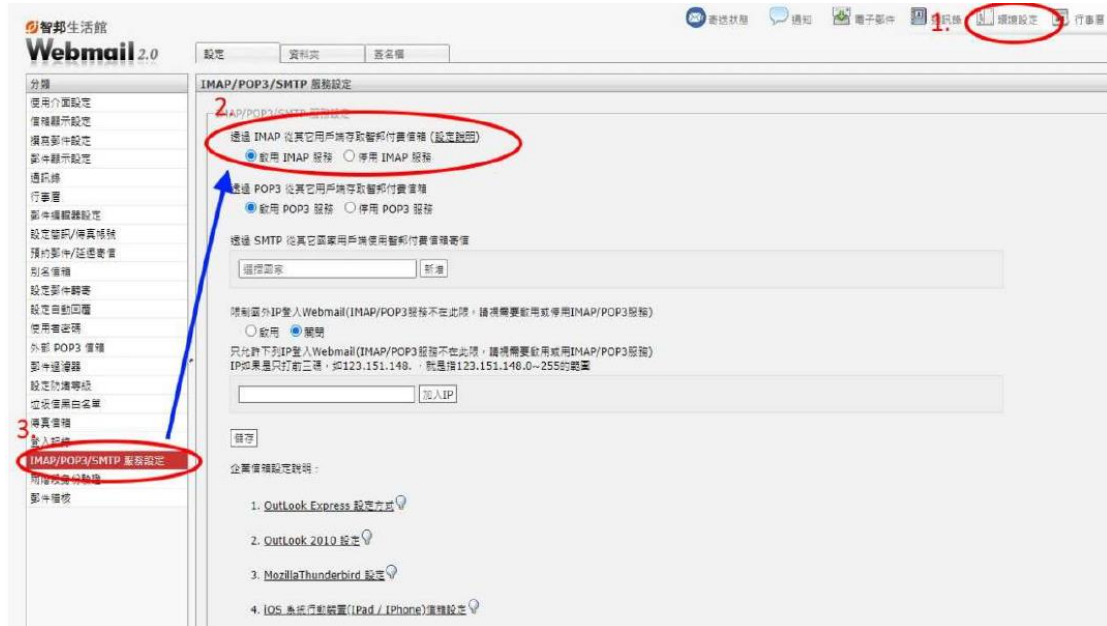 智邦生活館
Webmail 2.0
寄送狀態 通知 電子郵件 通訊錄 環境設定 行事曆
1.
設定 資料夾 簽名檔
分類
使用介面設定
信箱顯示設定
撰寫郵件設定
郵件顯示設定
通訊錄
行事曆
郵件編輯器設定
設定簡訊/傳真帳號
預約郵件/延遲寄信
別名信箱
設定郵件轉寄
設定自動回覆
使用者密碼
外部 POP3 信箱
郵件過濾器
設定防堵等級
垃圾信黑白名單
傳真信箱
3.
登入記錄
IMAP/POP3/SMTP 服務設定
兩階段身份驗證
郵件稽核
IMAP/POP3/SMTP 服務設定
2
IMAP/POP3/SMTP 服務設定
透過 IMAP 從其它用戶端存取智邦付費信箱 (設定說明)
啟用 IMAP 服務 停用 IMAP 服務
透過 POP3 從其它用戶端存取智邦付費信箱
啟用 POP3 服務 停用 POP3 服務
透過 SMTP 從其它國家用戶端使用智邦付費信箱寄信
選擇國家 新增
限制國外IP登入Webmail(IMAP/POP3服務不在此限，請視需要啟用或停用IMAP/POP3服務)
啟用 關閉
只允許下列IP登入Webmail(IMAP/POP3服務不在此限，請視需要啟用或用IMAP/POP3服務)
IP如果是只打前三碼，如123.151.148. ，就是指123.151.148.0~255的範圍
加入IP
儲存
企業信箱設定說明：
1. OutLook Express 設定方式
2. OutLook 2010 設定
3. MozillaThunderbird 設定
4. iOS 系統行動裝置(IPad / IPhone)信箱設定